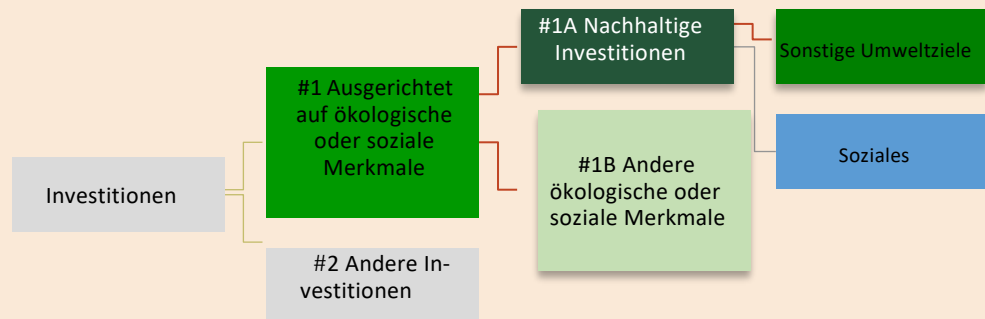 Investitionen
#1 Ausgerichtet
auf ökologische
oder soziale
Merkmale
#2 Andere In-
vestitionen
#1A Nachhaltige
Investitionen
#1B Andere
ökologische oder
soziale Merkmale
Sonstige Umweltziele
Soziales